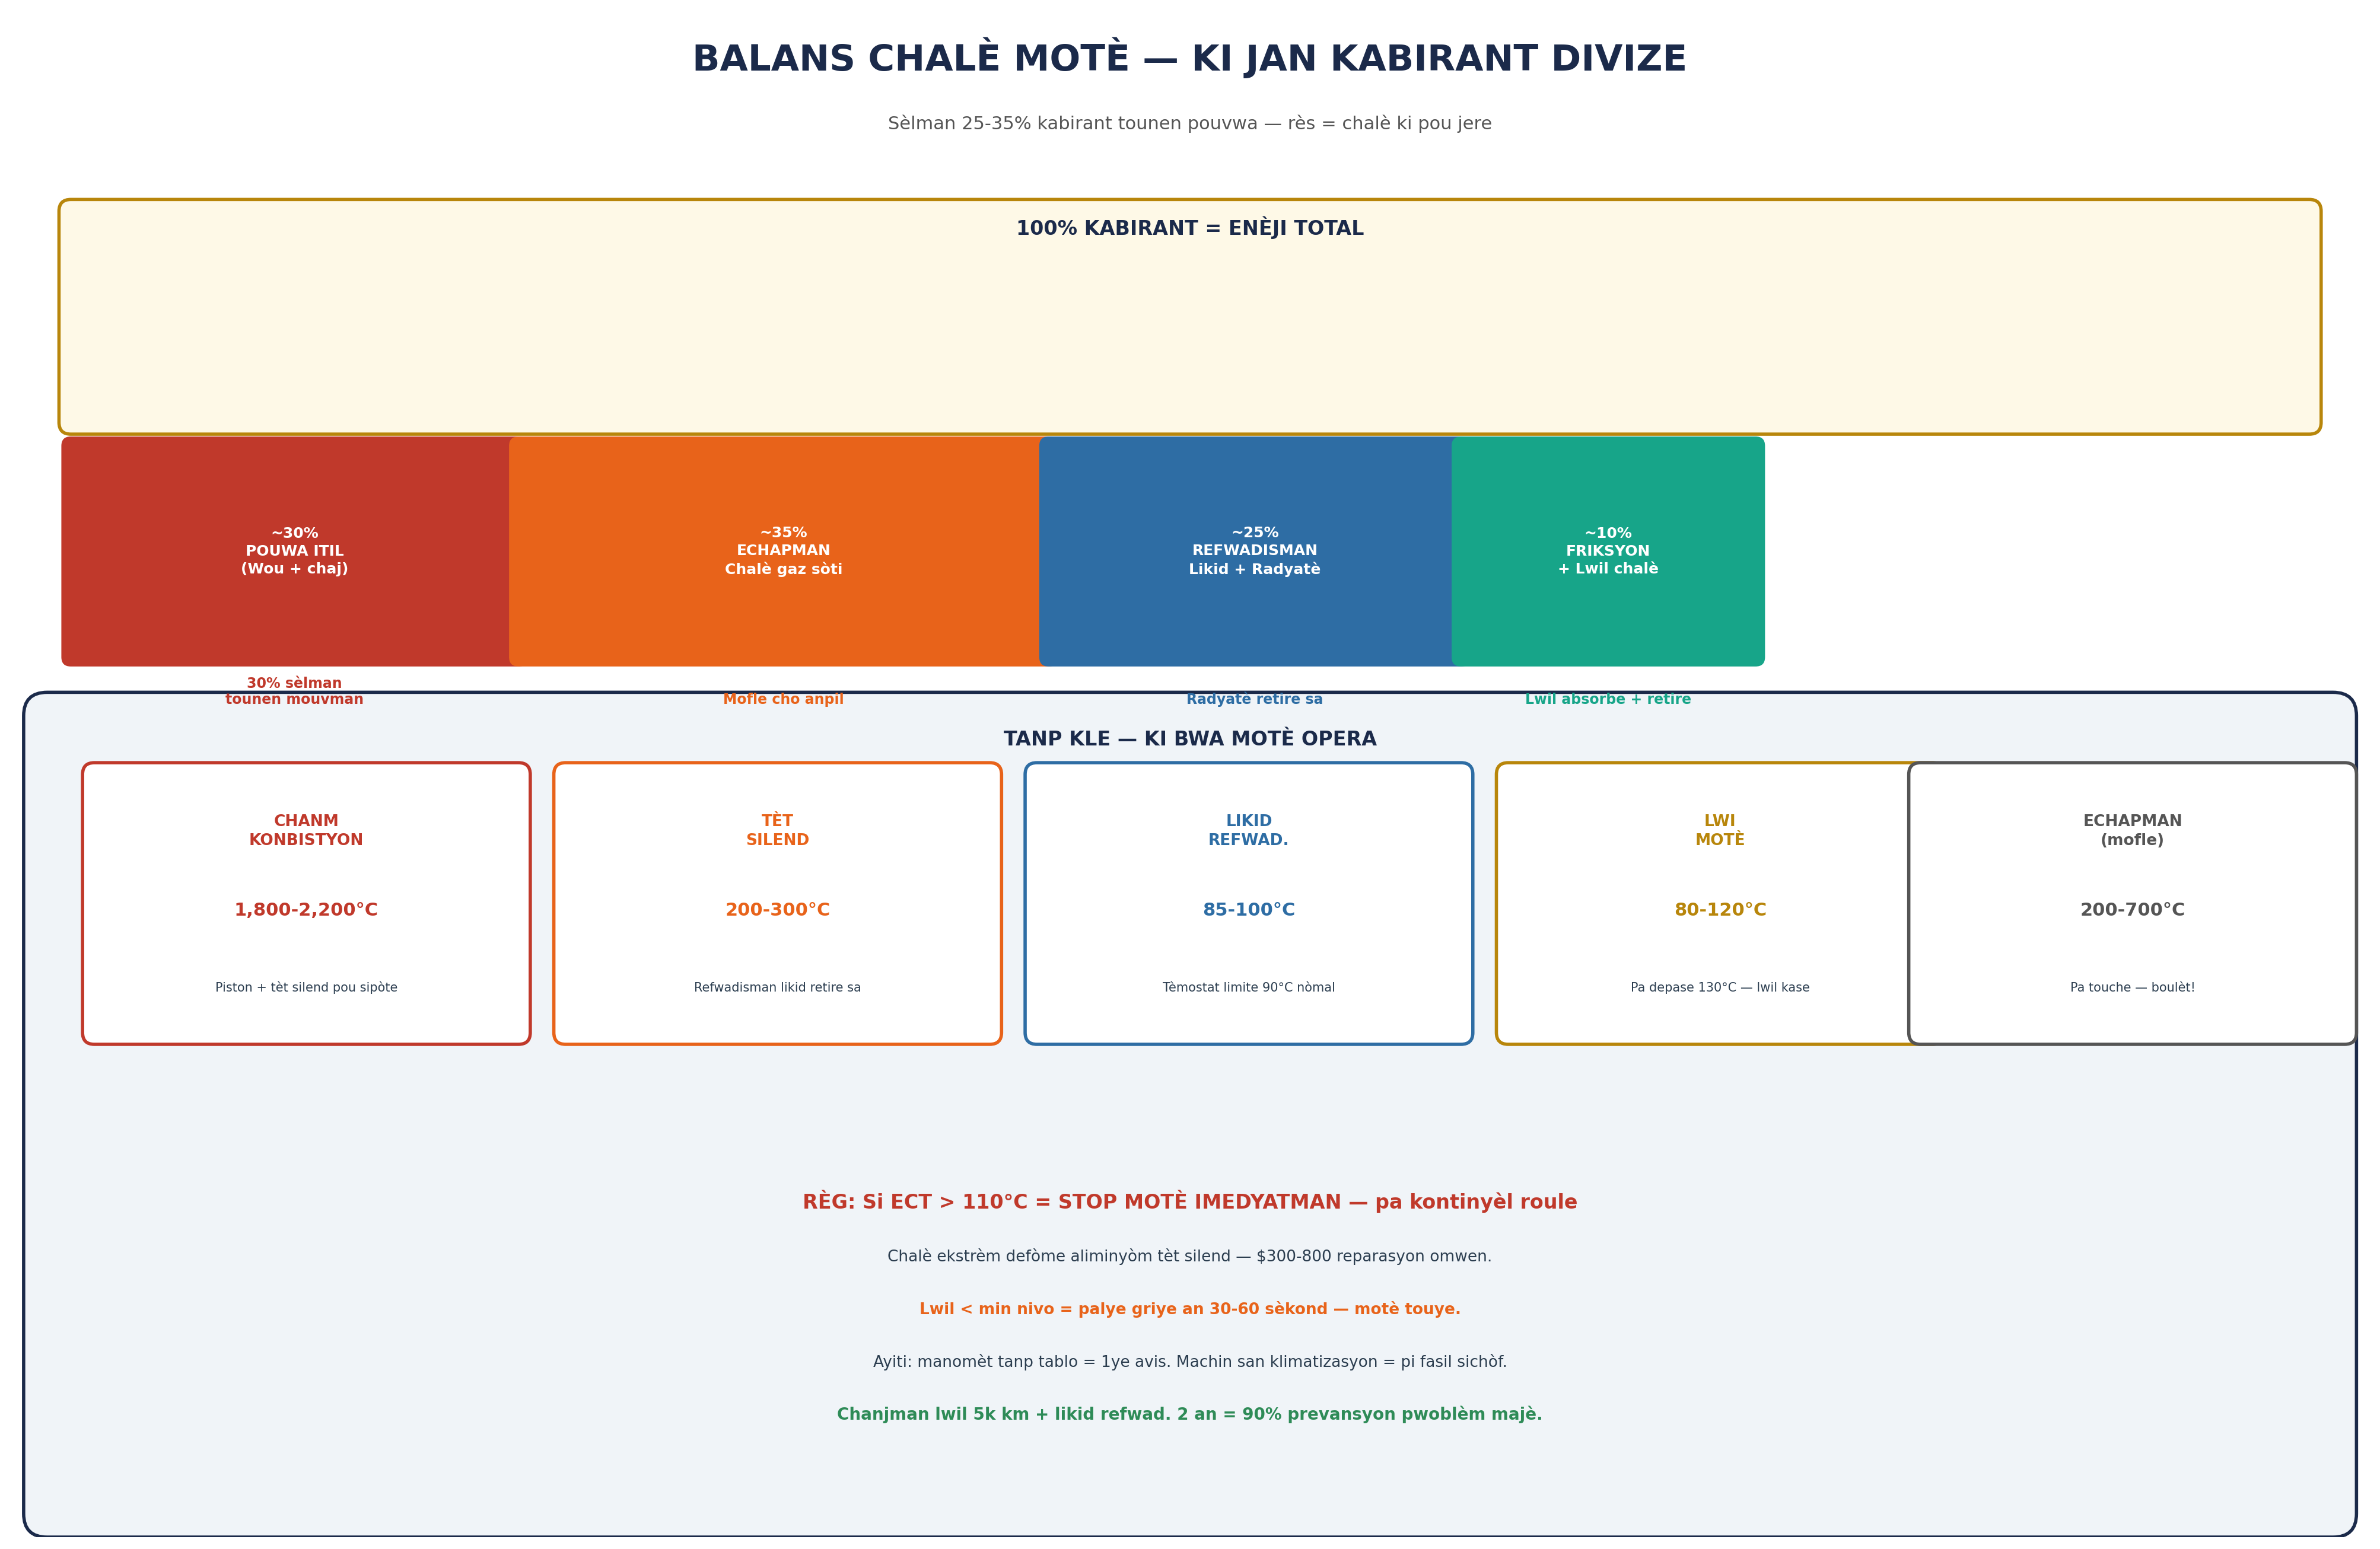 BALANS CHALÈ MOTÈ — KI JAN KABIRANT DIVIZE
Sèlman 25-35% kabirant tounen pouvwa — rès = chalè ki pou jere
100% KABIRANT = ENÈJI TOTAL
~30%
POUWA ITIL
(Wou + chaj)
~35%
ECHAPMAN
Chalè gaz sòti
~25%
REFWADISMAN
Likid + Radyatè
~10%
FRIKSYON
+ Lwil chalè
30% sèlman
tounen mouvman
Mofle cho anpil
Radyatè retire sa
Lwil absorbe + retire
TANP KLE — KI BWA MOTÈ OPERA
CHANM
KONBISTYON
1,800-2,200°C
Piston + tèt silend pou sipòte
TÈT
SILEND
200-300°C
Refwadisman likid retire sa
LIKID
REFWAD.
85-100°C
Tèmostat limite 90°C nòmal
LWI
MOTÈ
80-120°C
Pa depase 130°C — lwil kase
ECHAPMAN
(mofle)
200-700°C
Pa touche — boulèt!
RÈG: Si ECT > 110°C = STOP MOTÈ IMEDYATMAN — pa kontinyèl roule
Chalè ekstrèm defòme aliminyòm tèt silend — $300-800 reparasyon omwen.
Lwil < min nivo = palye griye an 30-60 sèkond — motè touye.
Ayiti: manomèt tanp tablo = 1ye avis. Machin san klimatizasyon = pi fasil sichòf.
Chanjman lwil 5k km + likid refwad. 2 an = 90% prevansyon pwoblèm majè.